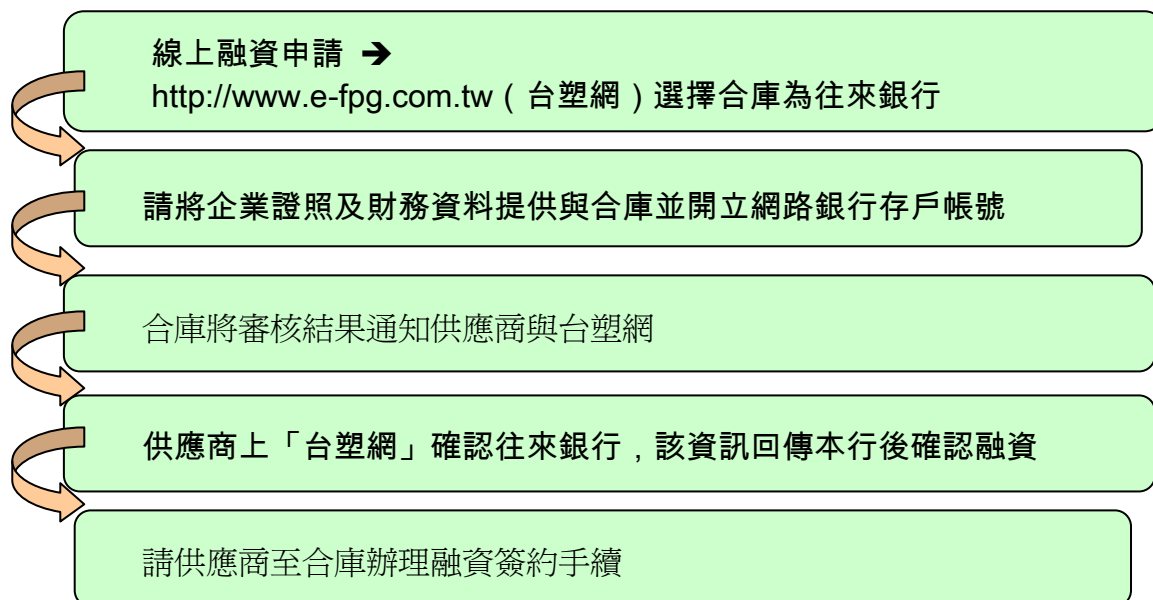 線上融資申請 ➔
http://www.e-fpg.com.tw（台塑網）選擇合庫為往來銀行
請將企業證照及財務資料提供與合庫並開立網路銀行存戶帳號
合庫將審核結果通知供應商與台塑網
供應商上「台塑網」確認往來銀行，該資訊回傳本行後確認融資
請供應商至合庫辦理融資簽約手續